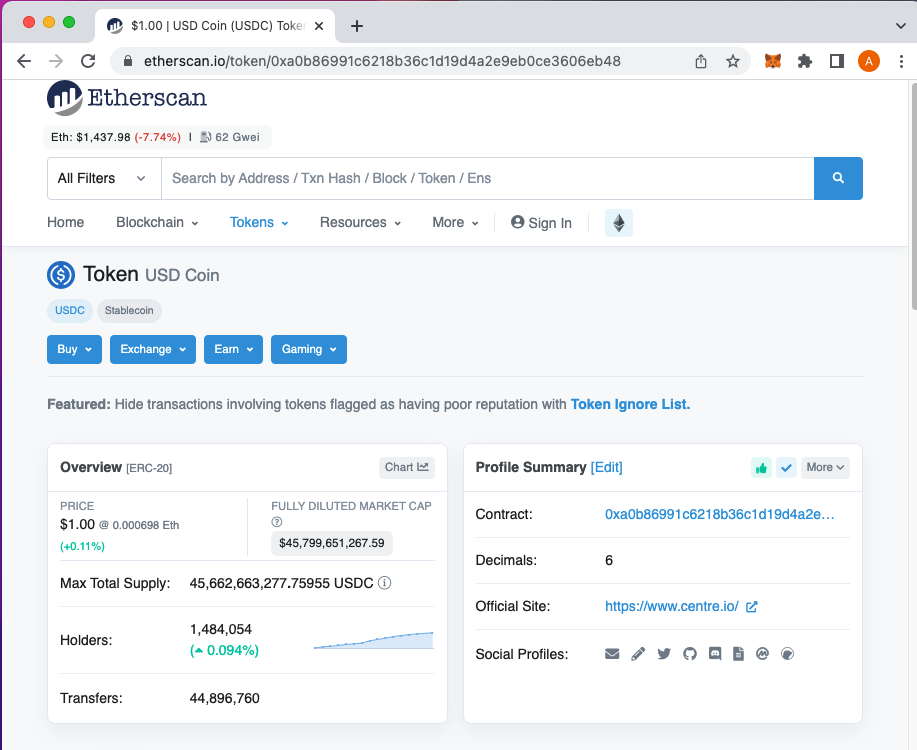 $1.00 | USD Coin (USDC) Token
etherscan.io/token/0xa0b86991c6218b36c1d19d4a2e9eb0ce3606eb48
A
Etherscan
Eth: $1,437.98 (-7.74%) | 62 Gwei
All Filters
Search by Address / Txn Hash / Block / Token / Ens
Home Blockchain Tokens Resources More Sign In
Token USD Coin
USDC Stablecoin
Buy Exchange Earn Gaming
Featured: Hide transactions involving tokens flagged as having poor reputation with Token Ignore List.
Overview [ERC-20] Chart
PRICE
$1.00 @ 0.000698 Eth
(+0.11%)
FULLY DILUTED MARKET CAP
$45,799,651,267.59
Max Total Supply: 45,662,663,277.75955 USDC
Holders: 1,484,054
(0.094%)
Transfers: 44,896,760
Profile Summary [Edit] More
Contract: 0xa0b86991c6218b36c1d19d4a2e...
Decimals: 6
Official Site: https://www.centre.io/
Social Profiles: